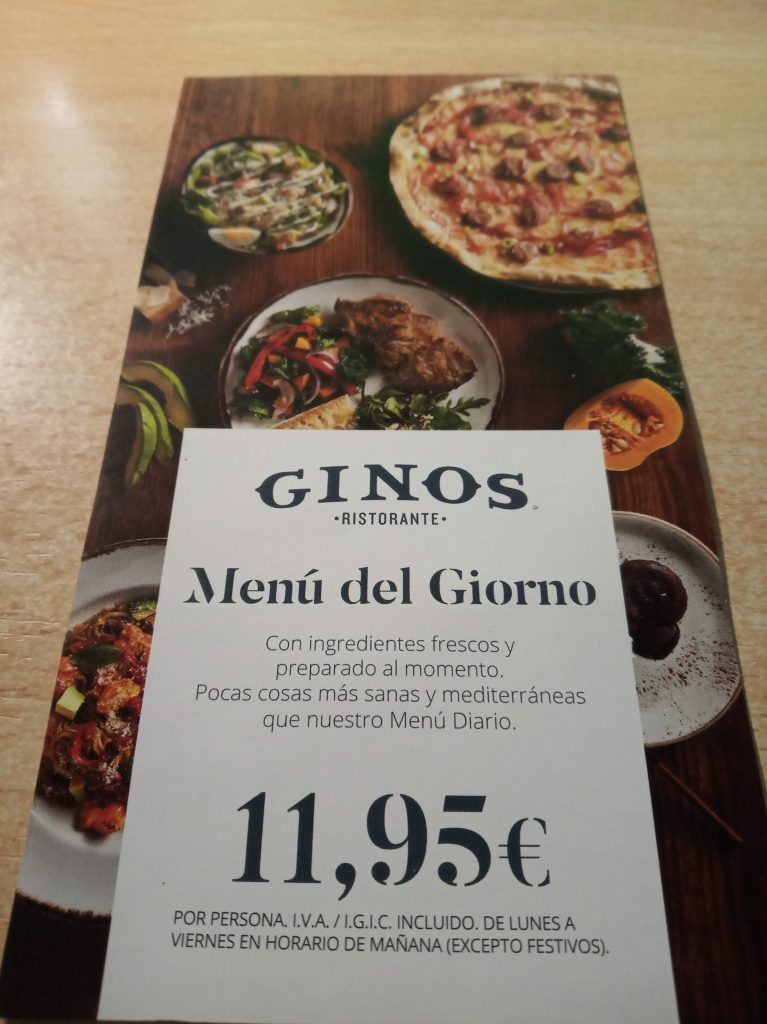 GINOS
•RISTORANTE•
Menú del Giorno
Con ingredientes frescos y
preparado al momento.
Pocas cosas más sanas y mediterráneas
que nuestro Menú Diario.
11,95€
POR PERSONA. I.V.A. / I.G.I.C. INCLUIDO. DE LUNES A
VIERNES EN HORARIO DE MAÑANA (EXCEPTO FESTIVOS).